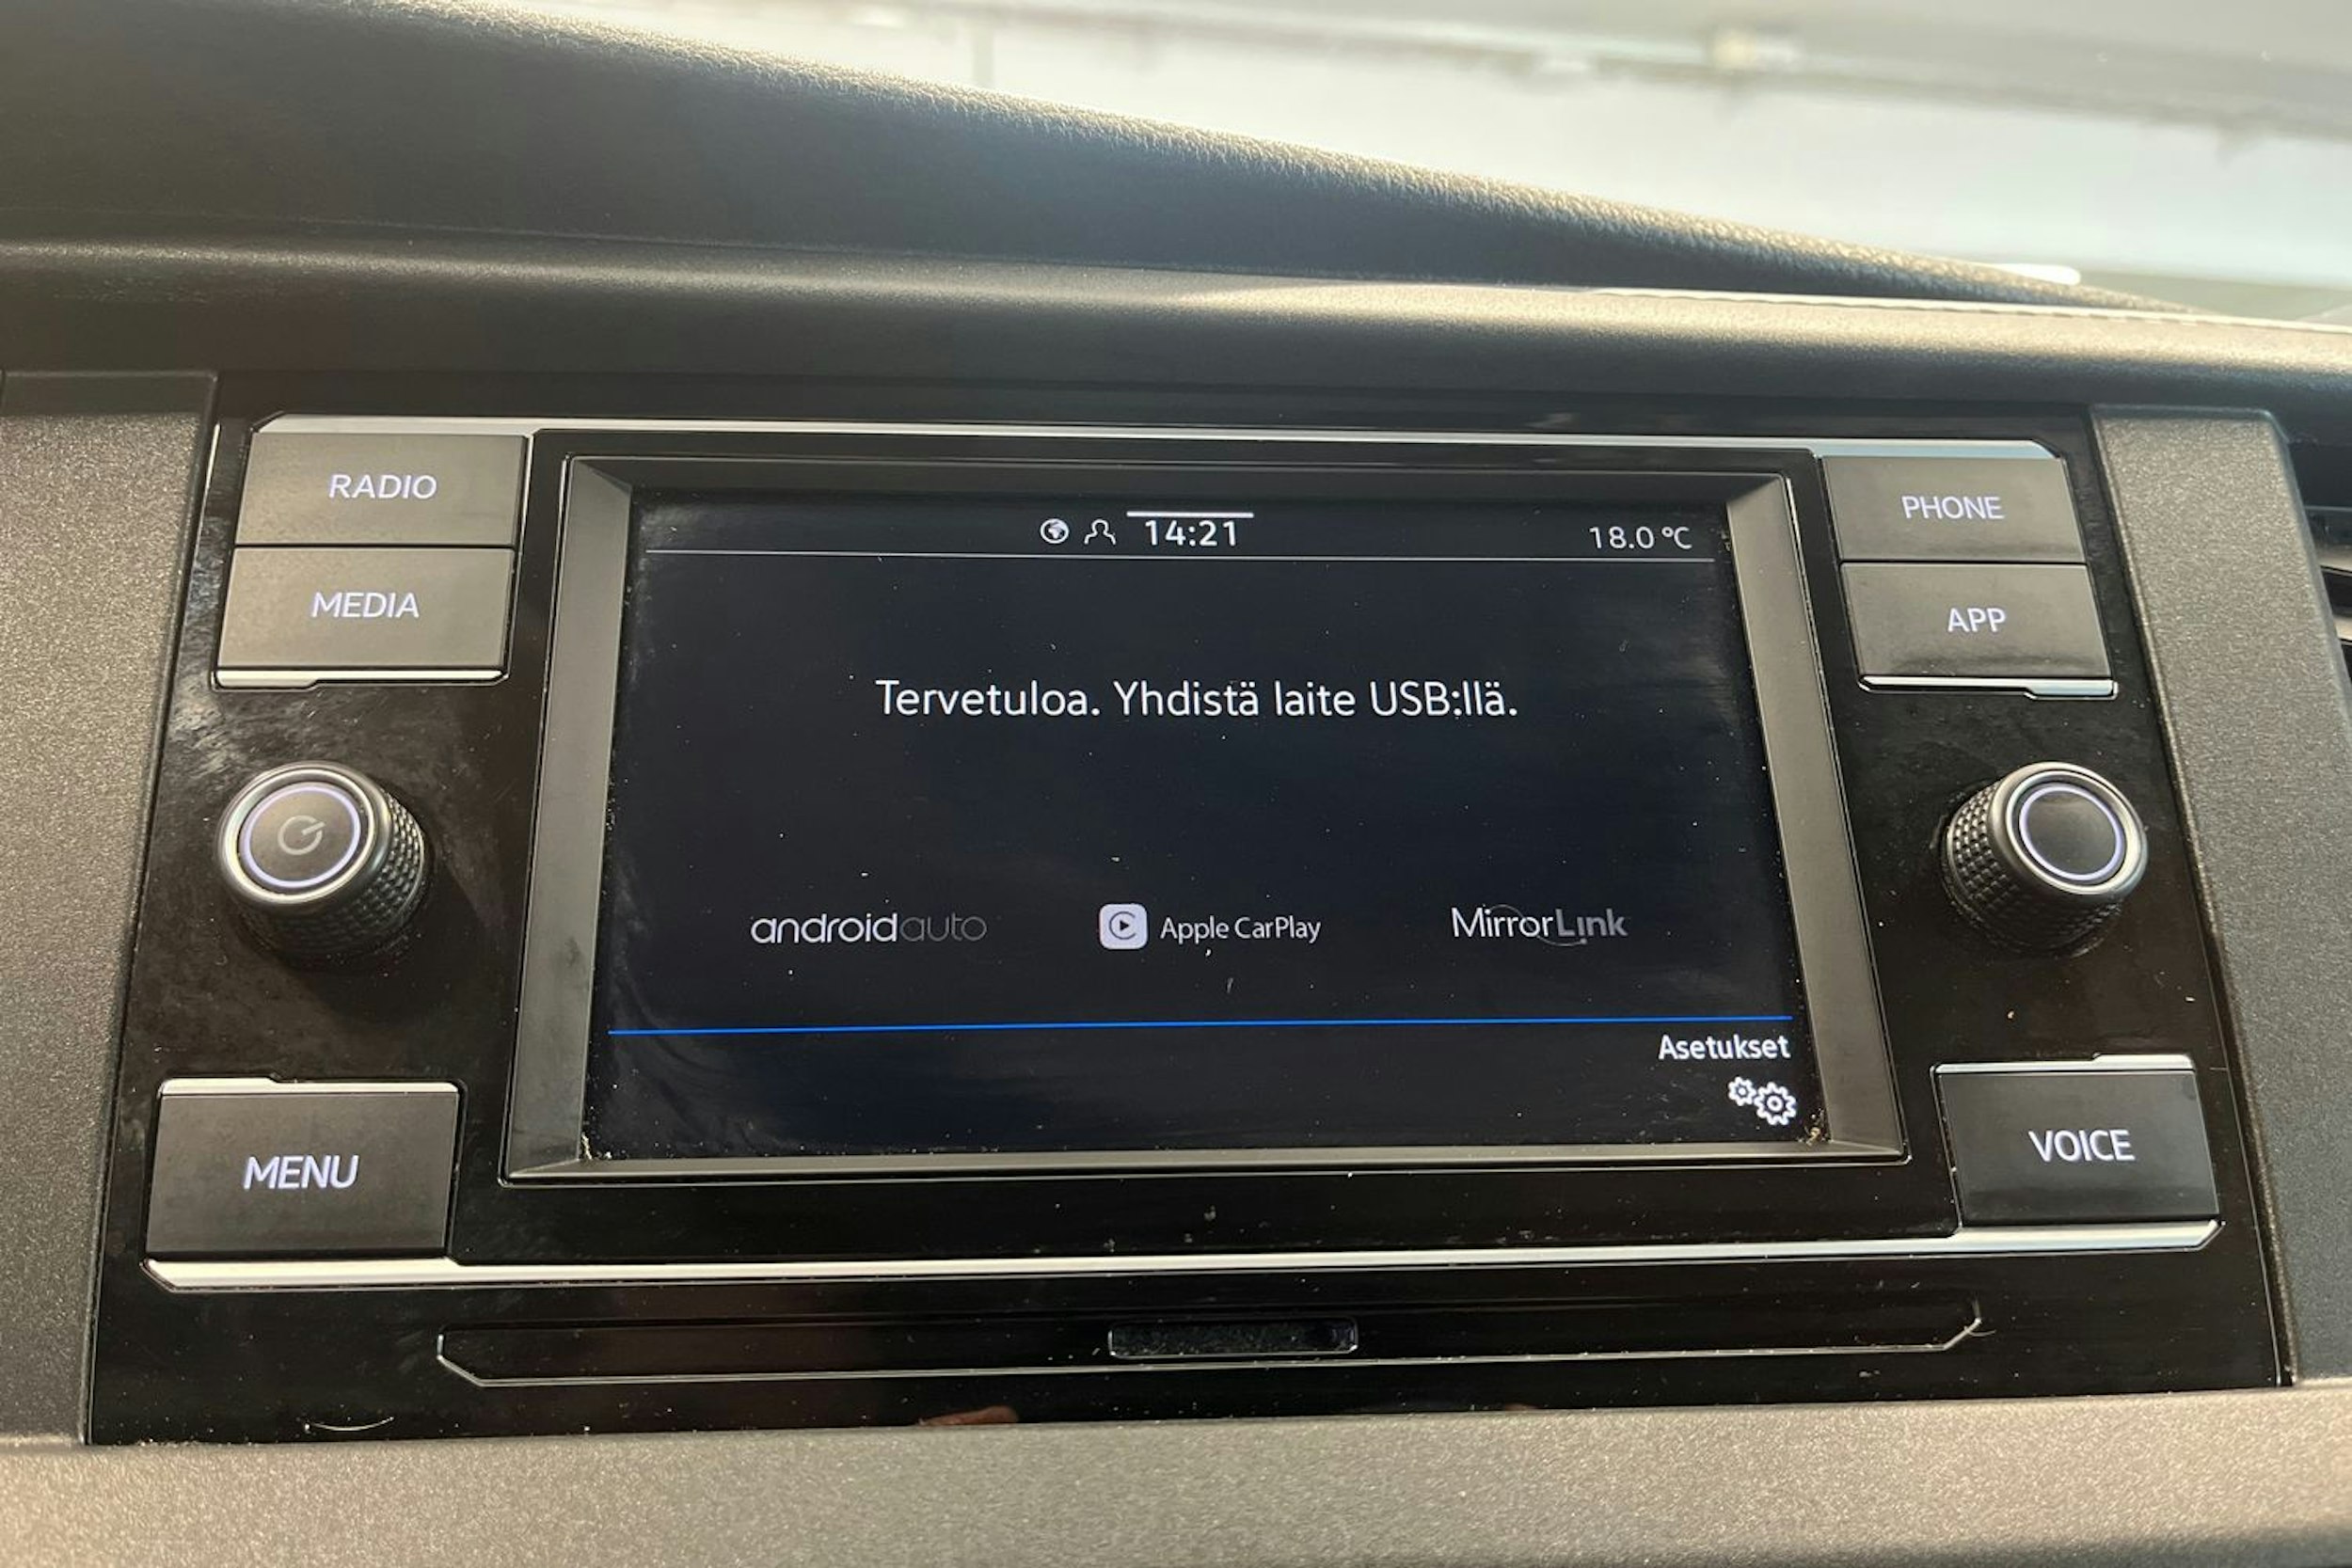 RADIO
MEDIA
14:21
18.0 °C
PHONE
APP
Tervetuloa. Yhdistä laite USB:llä.
androidauto
Apple CarPlay
MirrorLink
Asetukset
MENU
VOICE